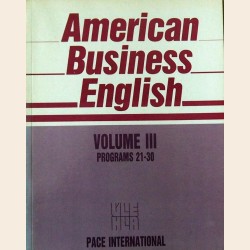 American
Business
English
VOLUME III
PROGRAMS 21-30
PACE INTERNATIONAL